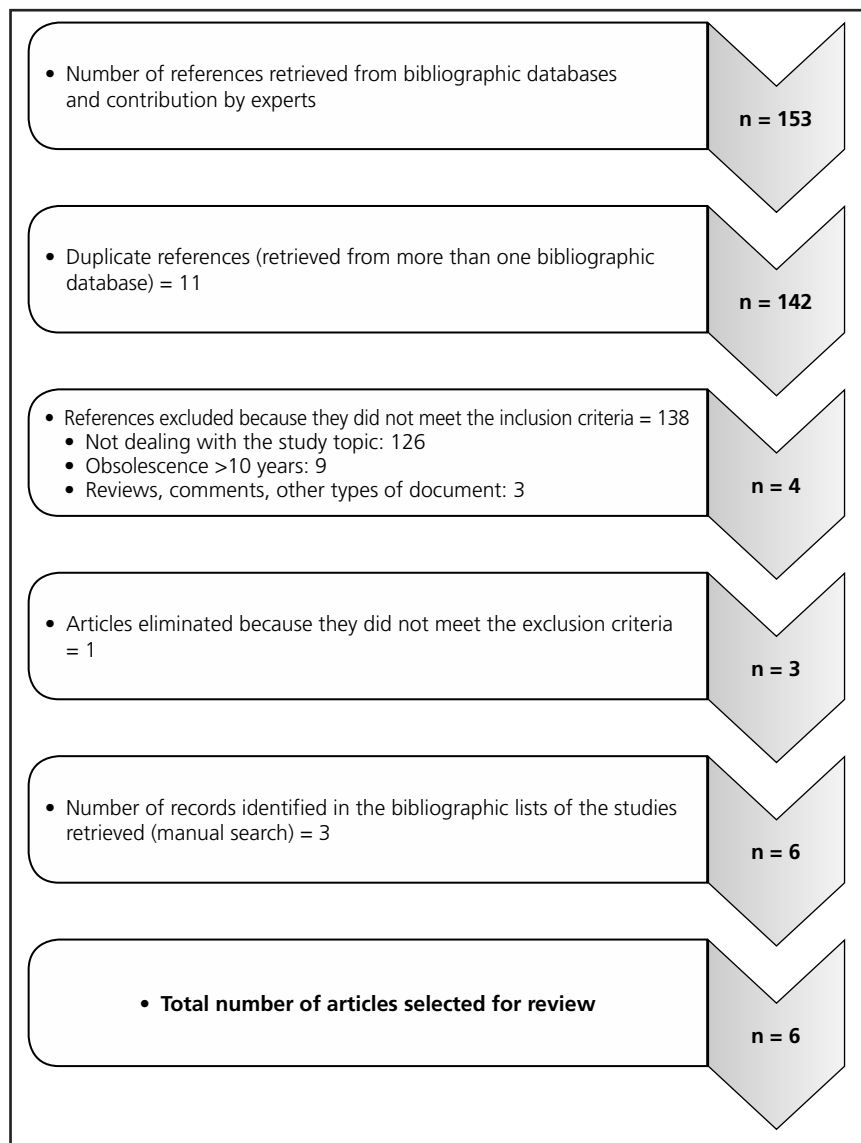 • Number of references retrieved from bibliographic databases
and contribution by experts
n = 153
• Duplicate references (retrieved from more than one bibliographic
database) = 11
n = 142
• References excluded because they did not meet the inclusion criteria = 138
• Not dealing with the study topic: 126
• Obsolescence >10 years: 9
• Reviews, comments, other types of document: 3
n = 4
• Articles eliminated because they did not meet the exclusion criteria
= 1
n = 3
• Number of records identified in the bibliographic lists of the studies
retrieved (manual search) = 3
n = 6
• Total number of articles selected for review
n = 6